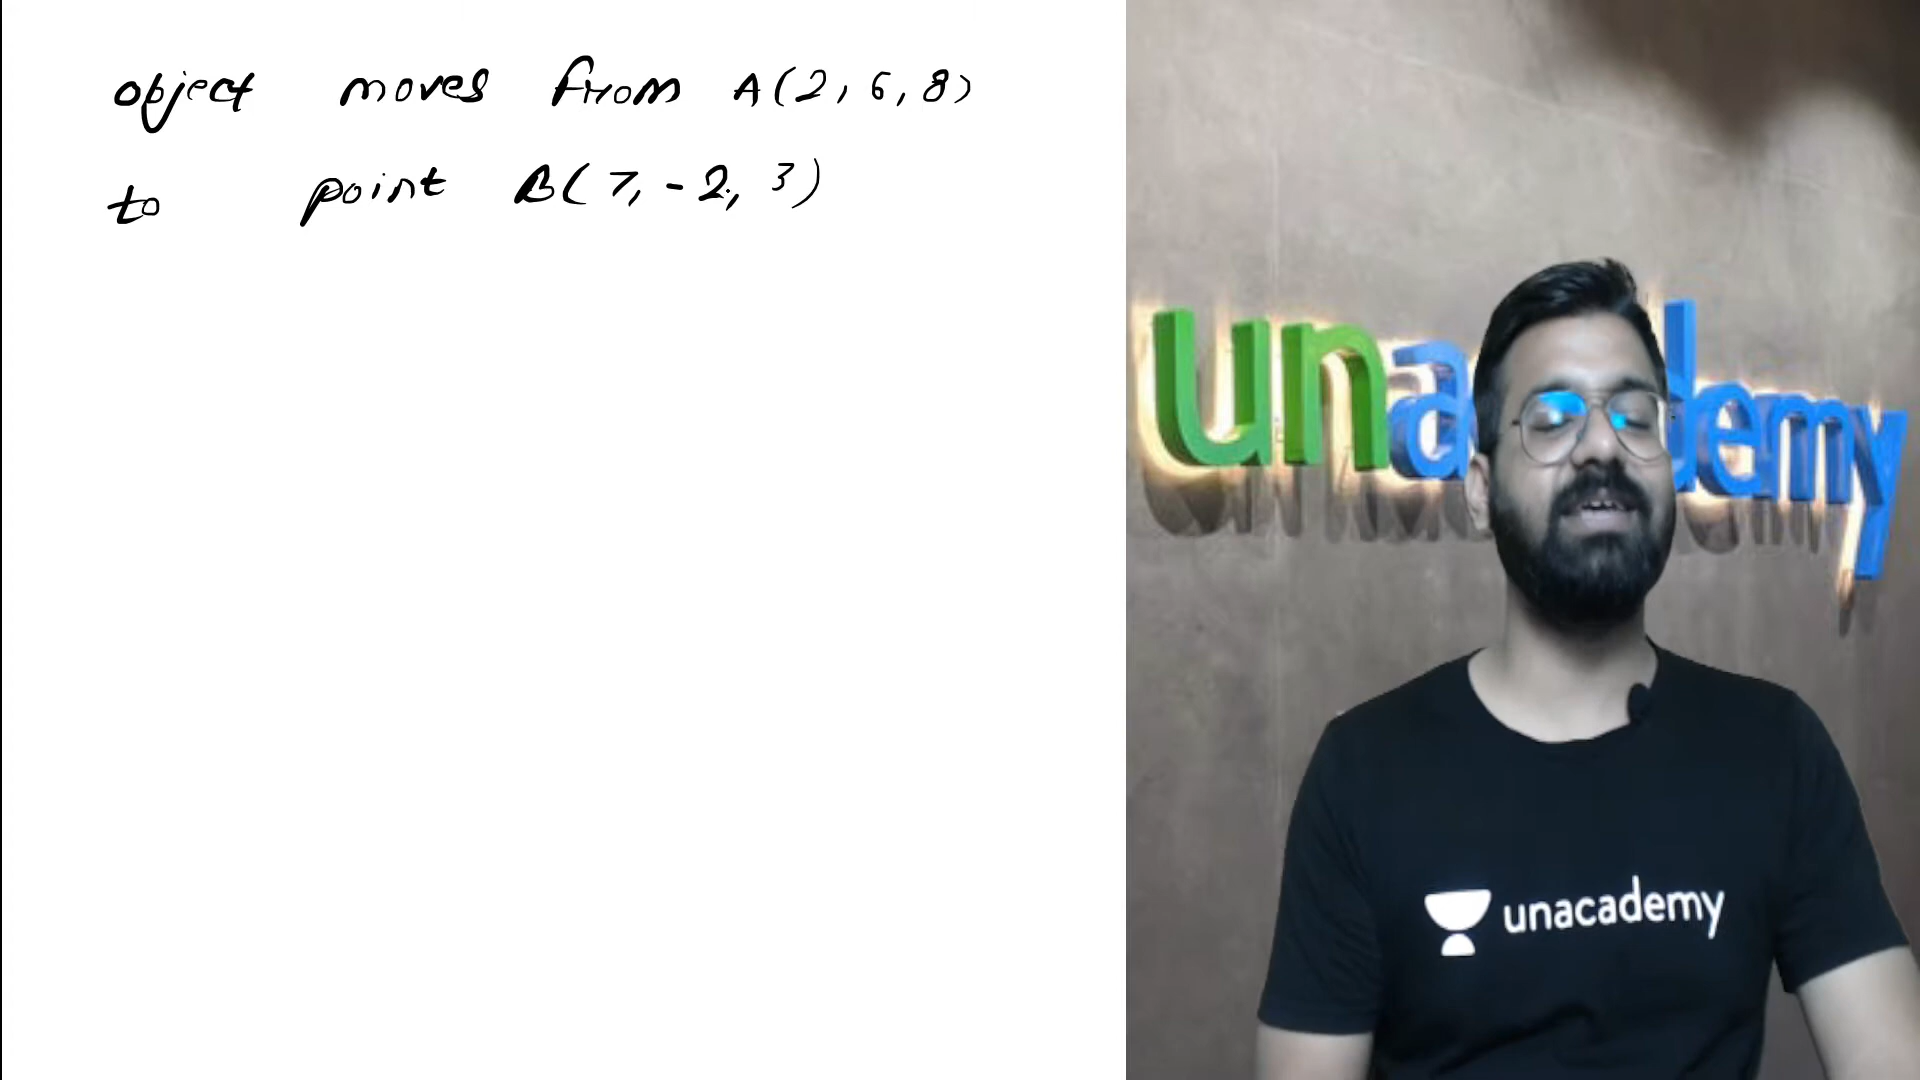 object moves from A(2, 6, 8)
to point B(7, -2, 3)
unacademy
unacademy